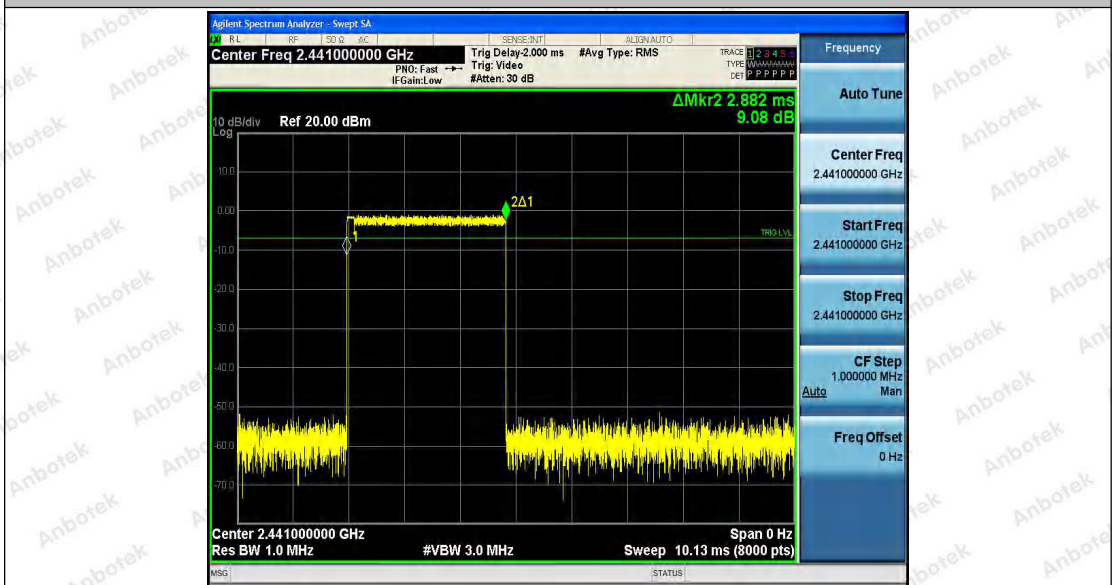 Agilent Spectrum Analyzer - Swept SA
RL RF 50 Ω AC SENSE:INT ALIGN AUTO
Center Freq 2.441000000 GHz
PNO: Fast
IFGain:Low
Trig Delay-2.000 ms
Trig: Video
#Atten: 30 dB
#Avg Type: RMS
TRACE 1 2 3 4 5 6
TYPE
DET P P P P P P
ΔMkr2 2.882 ms
9.08 dB
10 dB/div Ref 20.00 dBm
Log
10.0
0.00
-10.0
-20.0
-30.0
-40.0
-50.0
-60.0
-70.0
2Δ1
TRIG LVL
Center 2.441000000 GHz
Span 0 Hz
Res BW 1.0 MHz
#VBW 3.0 MHz
Sweep 10.13 ms (8000 pts)
MSG
STATUS
Frequency
Auto Tune
Center Freq
2.441000000 GHz
Start Freq
2.441000000 GHz
Stop Freq
2.441000000 GHz
CF Step
1.000000 MHz
Auto Man
Freq Offset
0 Hz
Anbotek